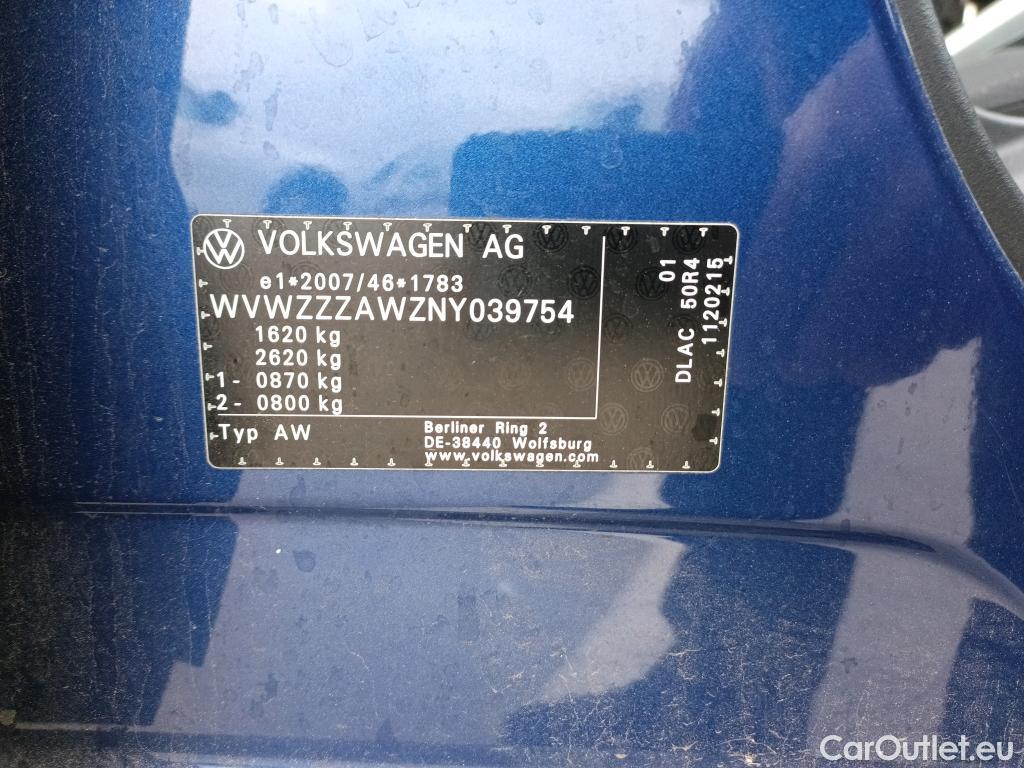 VOLKSWAGEN AG
e1*2007/46*1783
WVWZZZAWZNY039754
1620 kg
2620 kg
1- 0870 kg
2- 0800 kg
Typ AW
Berliner Ring 2
DE-38440 Wolfsburg
www.volkswagen.com
01
DLAC 50R4
1120215
CarOutlet.eu